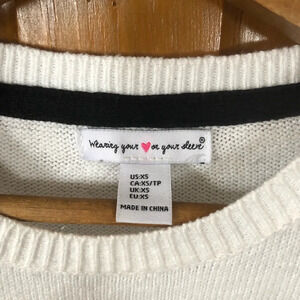 Wearing your ♥ on your sleeve®
US:XS
CA:XS/TP
UK:XS
EU:XS
MADE IN CHINA